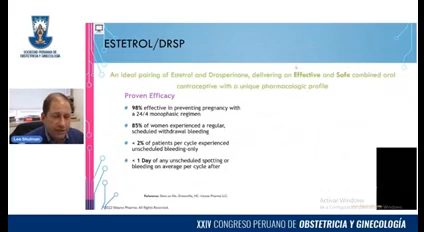 SOCIEDAD PERUANA DE
OBSTETRICIA Y GINECOLOGÍA
ESTETROL/DRSP
An ideal pairing of Estetrol and Drospirenone, delivering an Effective and Safe combined oral
contraceptive with a unique pharmacologic profile
Proven Efficacy
98% effective in preventing pregnancy with
a 24/4 monophasic regimen
85% of women experienced a regular,
scheduled withdrawal bleeding
< 2% of patients per cycle experienced
unscheduled bleeding-only
< 1 Day of any unscheduled spotting or
bleeding on average per cycle after
Lee Shulman
Activar Windows
XXIV CONGRESO PERUANO DE OBSTETRICIA Y GINECOLOGÍA